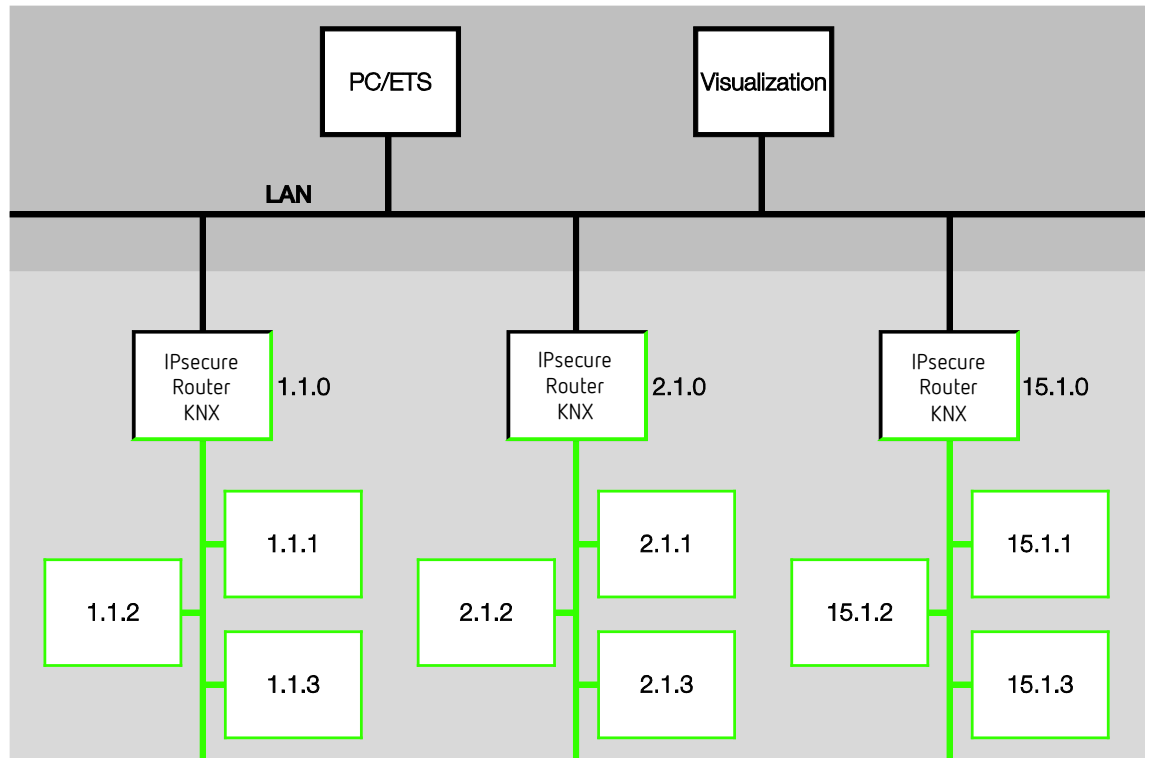 PC/ETS
Visualization
LAN
IPsecure
Router
KNX
1.1.0
IPsecure
Router
KNX
2.1.0
IPsecure
Router
KNX
15.1.0
1.1.1
1.1.2
1.1.3
2.1.1
2.1.2
2.1.3
15.1.1
15.1.2
15.1.3